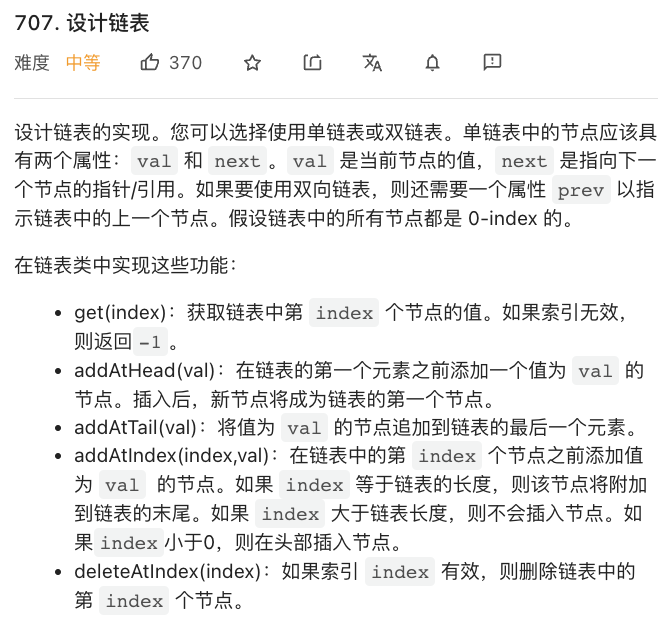 707. 设计链表
难度 中等 370
设计链表的实现。您可以选择使用单链表或双链表。单链表中的节点应该具
有两个属性：val 和 next 。val 是当前节点的值，next 是指向下一
个节点的指针/引用。如果要使用双向链表，则还需要一个属性 prev 以指
示链表中的上一个节点。假设链表中的所有节点都是 0-index 的。
在链表类中实现这些功能：
• get(index)：获取链表中第 index 个节点的值。如果索引无效，
则返回-1 。
• addAtHead(val)：在链表的第一个元素之前添加一个值为 val 的
节点。插入后，新节点将成为链表的第一个节点。
• addAtTail(val)：将值为 val 的节点追加到链表的最后一个元素。
• addAtIndex(index,val)：在链表中的第 index 个节点之前添加值
为 val 的节点。如果 index 等于链表的长度，则该节点将附加
到链表的末尾。如果 index 大于链表长度，则不会插入节点。如
果index小于0，则在头部插入节点。
• deleteAtIndex(index)：如果索引 index 有效，则删除链表中的
第 index 个节点。